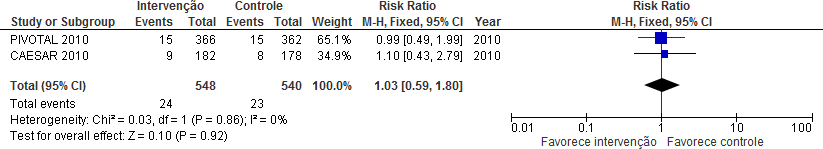 Intervenção Controle Risk Ratio Risk Ratio
Study or Subgroup Events Total Events Total Weight M-H, Fixed, 95% CI Year M-H, Fixed, 95% CI
PIVOTAL 2010 15 366 15 362 65.1% 0.99 [0.49, 1.99] 2010
CAESAR 2010 9 182 8 178 34.9% 1.10 [0.43, 2.79] 2010
Total (95% CI) 548 540 100.0% 1.03 [0.59, 1.80]
Total events 24 23
Heterogeneity: Chi² = 0.03, df = 1 (P = 0.86); I² = 0%
Test for overall effect: Z = 0.10 (P = 0.92)
0.01 0.1 1 10 100
Favorece intervenção Favorece controle